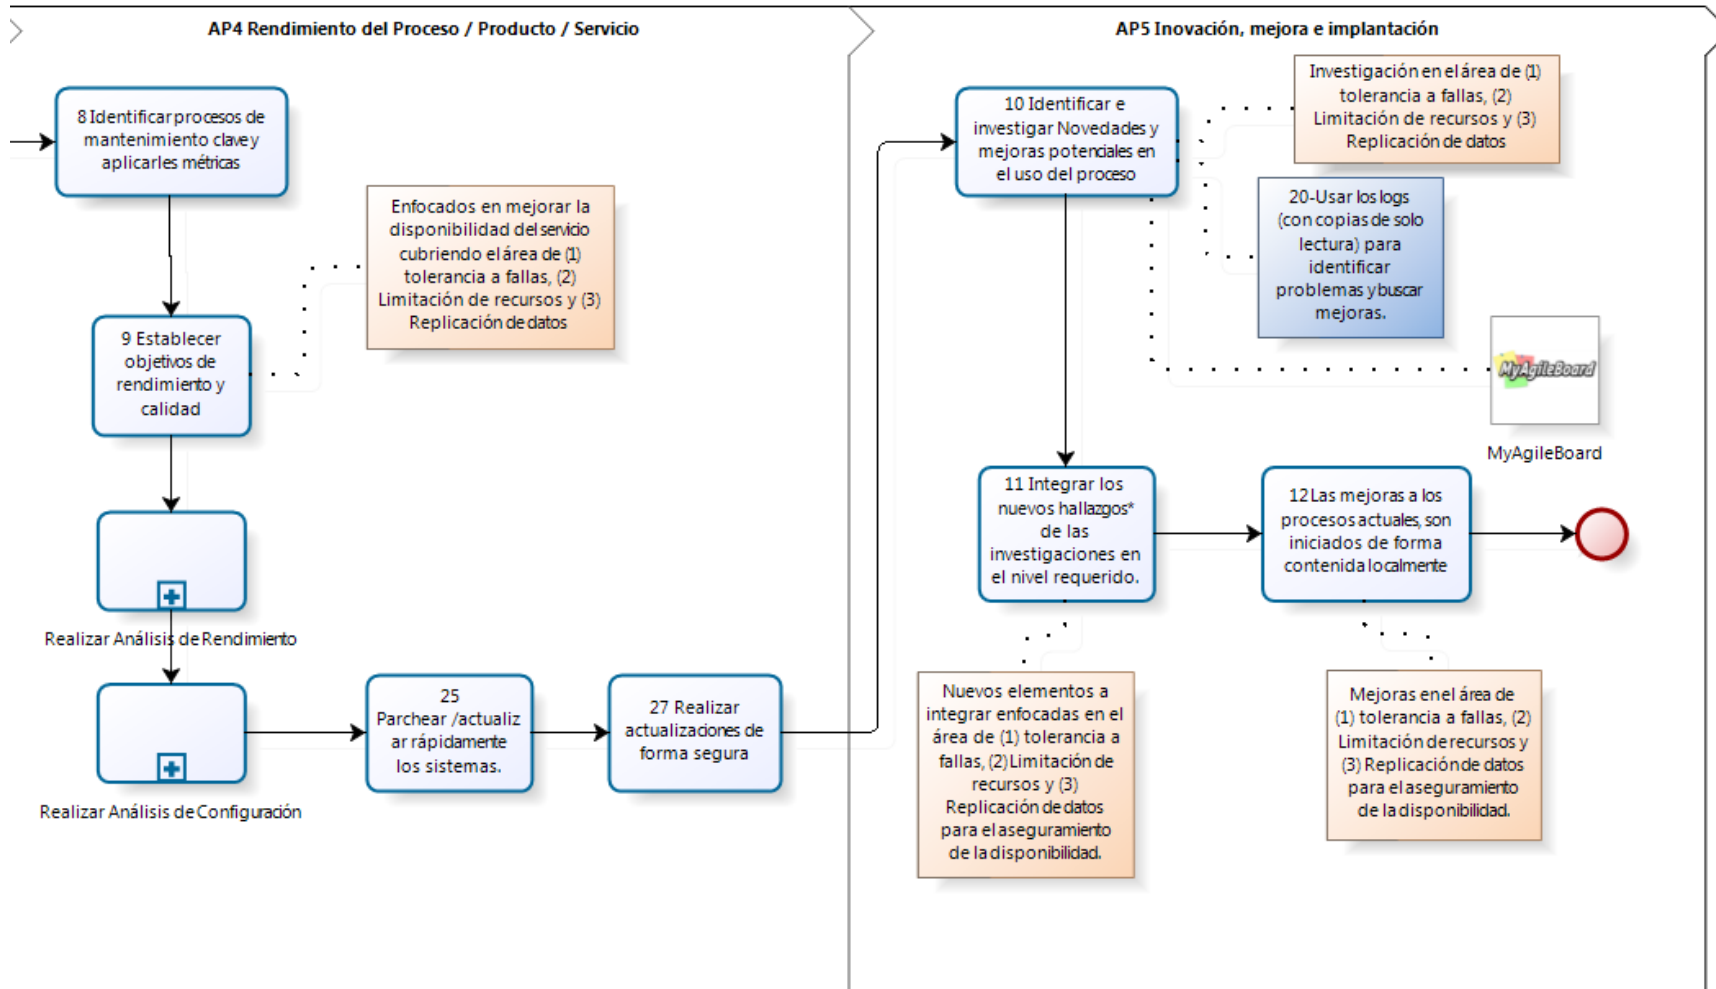 AP4 Rendimiento del Proceso / Producto / Servicio
8 Identificar procesos de
mantenimiento clave y
aplicarles métricas
Enfocados en mejorar la
disponibilidad del servicio
cubriendo el área de (1)
tolerancia a fallas, (2)
Limitación de recursos y (3)
Replicación de datos
9 Establecer
objetivos de
rendimiento y
calidad
Realizar Análisis de Rendimiento
Realizar Análisis de Configuración
25
Parchear /actualiz
ar rápidamente
los sistemas.
27 Realizar
actualizaciones de
forma segura
AP5 Inovación, mejora e implantación
10 Identificar e
investigar Novedades y
mejoras potenciales en
el uso del proceso
Investigación en el área de (1)
tolerancia a fallas, (2)
Limitación de recursos y (3)
Replicación de datos
20-Usar los logs
(con copias de solo
lectura) para
identificar
problemas y buscar
mejoras.
MyAgileBoard
MyAgileBoard
11 Integrar los
nuevos hallazgos*
de las
investigaciones en
el nivel requerido.
12 Las mejoras a los
procesos actuales, son
iniciados de forma
contenida localmente
Nuevos elementos a
integrar enfocadas en el
área de (1) tolerancia a
fallas, (2)Limitación de
recursos y (3)
Replicación de datos
para el aseguramiento
de la disponibilidad.
Mejoras en el área de
(1) tolerancia a fallas, (2)
Limitación de recursos y
(3) Replicación de datos
para el aseguramiento
de la disponibilidad.